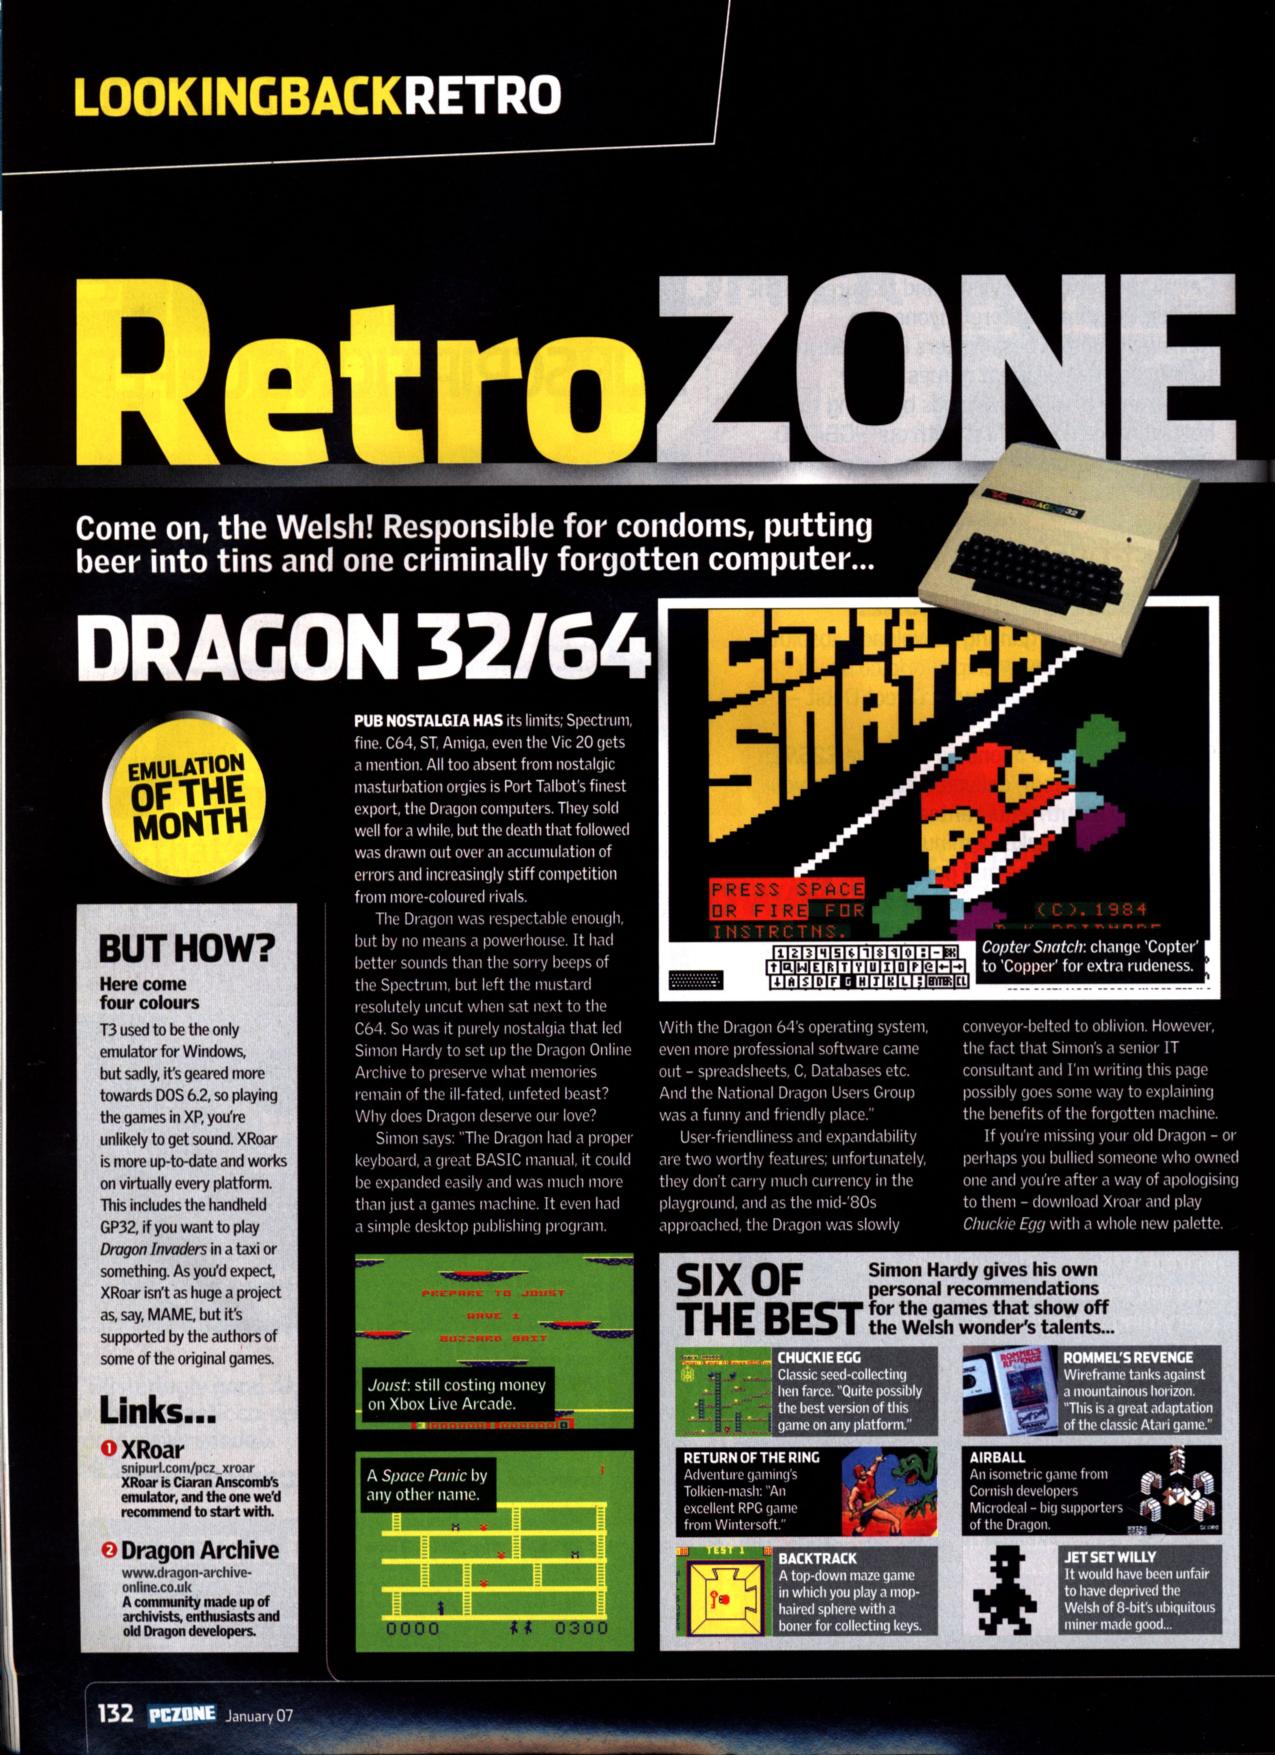 LOOKINGBACKRETRO
RetroZONE
DRAGON 32
Come on, the Welsh! Responsible for condoms, putting
beer into tins and one criminally forgotten computer...
DRAGON 32/64
EMULATION
OF THE
MONTH
BUT HOW?
Here come
four colours
T3 used to be the only
emulator for Windows,
but sadly, it's geared more
towards DOS 6.2, so playing
the games in XP, you're
unlikely to get sound. XRoar
is more up-to-date and works
on virtually every platform.
This includes the handheld
GP32, if you want to play
Dragon Invaders in a taxi or
something. As you'd expect,
XRoar isn't as huge a project
as, say, MAME, but it's
supported by the authors of
some of the original games.
Links...
1 XRoar
snipurl.com/pcz_xroar
XRoar is Ciaran Anscomb's
emulator, and the one we'd
recommend to start with.
2 Dragon Archive
www.dragon-archive-
online.co.uk
A community made up of
archivists, enthusiasts and
old Dragon developers.
PUB NOSTALGIA HAS its limits; Spectrum,
fine. C64, ST, Amiga, even the Vic 20 gets
a mention. All too absent from nostalgic
masturbation orgies is Port Talbot's finest
export, the Dragon computers. They sold
well for a while, but the death that followed
was drawn out over an accumulation of
errors and increasingly stiff competition
from more-coloured rivals.
The Dragon was respectable enough,
but by no means a powerhouse. It had
better sounds than the sorry beeps of
the Spectrum, but left the mustard
resolutely uncut when sat next to the
C64. So was it purely nostalgia that led
Simon Hardy to set up the Dragon Online
Archive to preserve what memories
remain of the ill-fated, unfeted beast?
Why does Dragon deserve our love?
Simon says: "The Dragon had a proper
keyboard, a great BASIC manual, it could
be expanded easily and was much more
than just a games machine. It even had
a simple desktop publishing program.
COPTA
SNATCH
PRESS SPACE
OR FIRE FOR
INSTRCTNS.
(C).1984
Copter Snatch: change 'Copter'
to 'Copper' for extra rudeness.
With the Dragon 64's operating system,
even more professional software came
out – spreadsheets, C, Databases etc.
And the National Dragon Users Group
was a funny and friendly place."
User-friendliness and expandability
are two worthy features; unfortunately,
they don't carry much currency in the
playground, and as the mid-'80s
approached, the Dragon was slowly
conveyor-belted to oblivion. However,
the fact that Simon's a senior IT
consultant and I'm writing this page
possibly goes some way to explaining
the benefits of the forgotten machine.
If you're missing your old Dragon – or
perhaps you bullied someone who owned
one and you're after a way of apologising
to them – download Xroar and play
Chuckie Egg with a whole new palette.
PREPARE TO JOUST
WAVE 1
BUZZARD BAIT
Joust: still costing money
on Xbox Live Arcade.
A Space Panic by
any other name.
0000 0300
SIX OF
THE BEST
Simon Hardy gives his own
personal recommendations
for the games that show off
the Welsh wonder's talents...
CHUCKIE EGG
Classic seed-collecting
hen farce. "Quite possibly
the best version of this
game on any platform."
ROMMEL'S
REVENGE
ROMMEL'S REVENGE
Wireframe tanks against
a mountainous horizon.
"This is a great adaptation
of the classic Atari game."
RETURN OF THE RING
Adventure gaming's
Tolkien-mash: "An
excellent RPG game
from Wintersoft."
AIRBALL
An isometric game from
Cornish developers
Microdeal – big supporters
of the Dragon.
SCORE
TEST 1
BACKTRACK
A top-down maze game
in which you play a mop-
haired sphere with a
boner for collecting keys.
JET SET WILLY
It would have been unfair
to have deprived the
Welsh of 8-bit's ubiquitous
miner made good...
132 PCZONE January 07